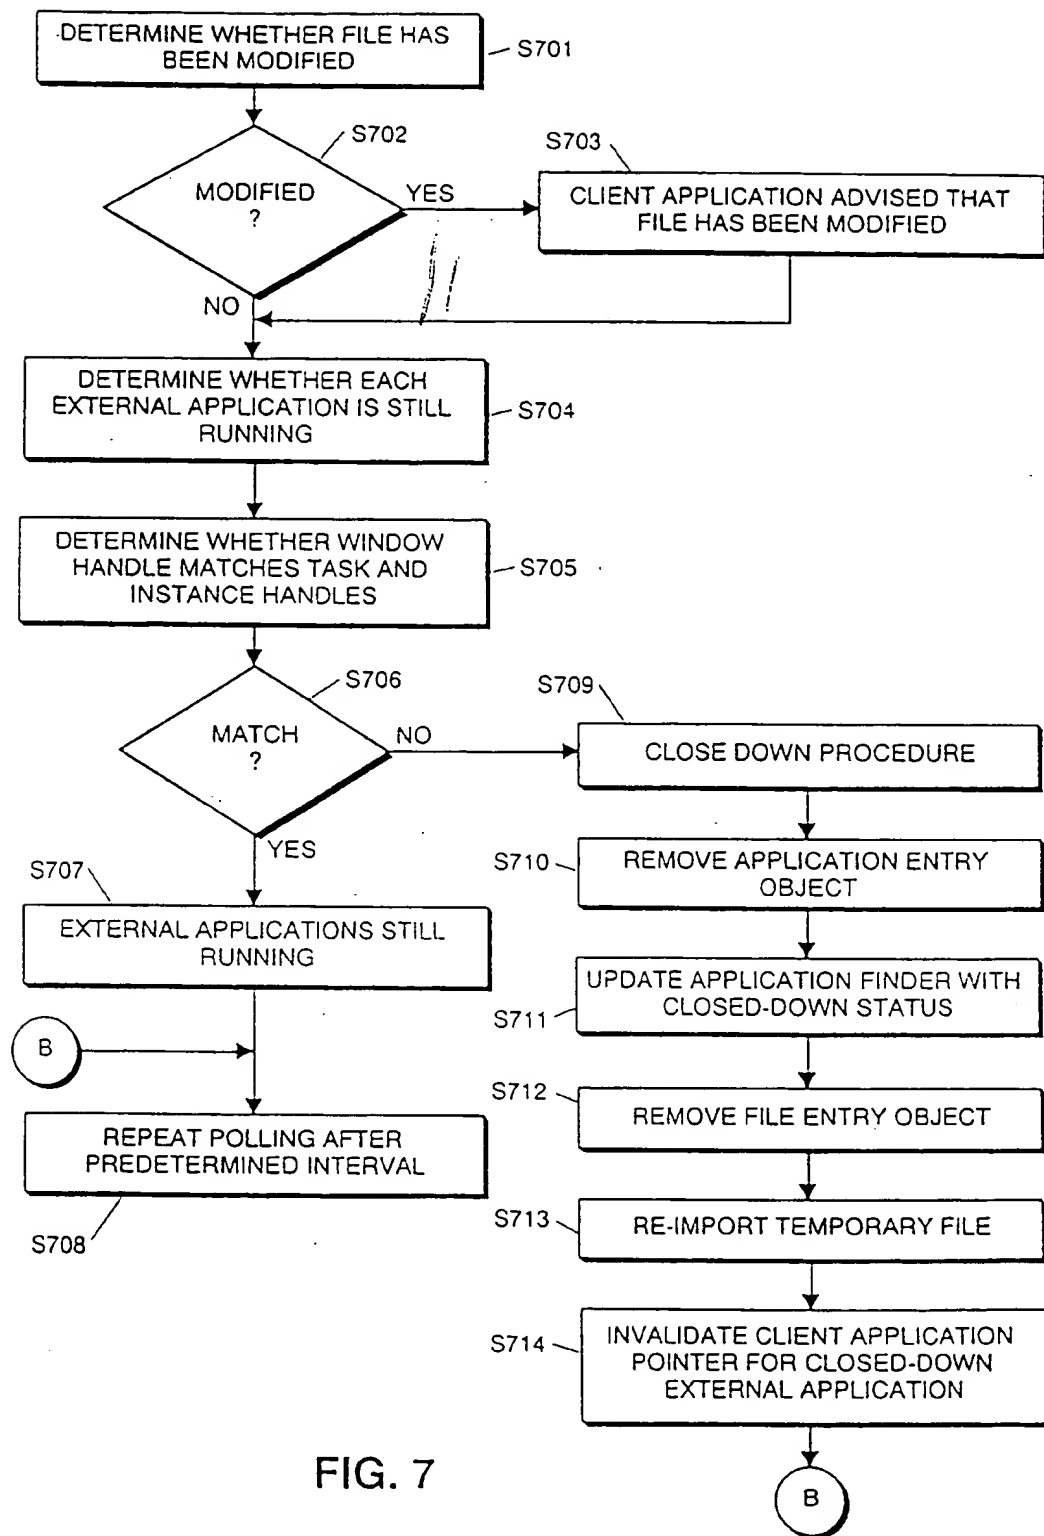 DETERMINE WHETHER FILE HAS
BEEN MODIFIED
S701
S702
MODIFIED
?
YES
NO
S703
CLIENT APPLICATION ADVISED THAT
FILE HAS BEEN MODIFIED
DETERMINE WHETHER EACH
EXTERNAL APPLICATION IS STILL
RUNNING
S704
DETERMINE WHETHER WINDOW
HANDLE MATCHES TASK AND
INSTANCE HANDLES
S705
S706
MATCH
?
NO
YES
S707
EXTERNAL APPLICATIONS STILL
RUNNING
B
REPEAT POLLING AFTER
PREDETERMINED INTERVAL
S708
S709
CLOSE DOWN PROCEDURE
S710
REMOVE APPLICATION ENTRY
OBJECT
UPDATE APPLICATION FINDER WITH
CLOSED-DOWN STATUS
S711
S712
REMOVE FILE ENTRY OBJECT
S713
RE-IMPORT TEMPORARY FILE
S714
INVALIDATE CLIENT APPLICATION
POINTER FOR CLOSED-DOWN
EXTERNAL APPLICATION
B
FIG. 7